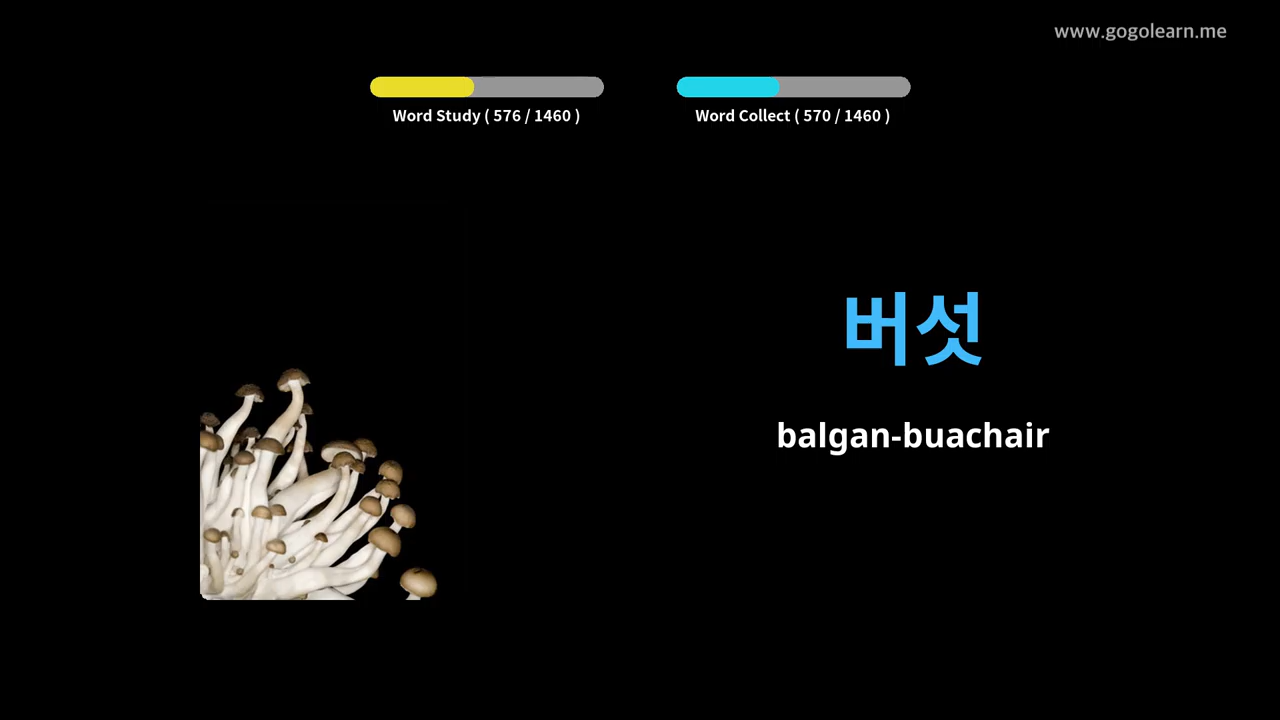 www.gogolearn.me
Word Study ( 576 / 1460 )
Word Collect ( 570 / 1460 )
버섯
balgan-buachair